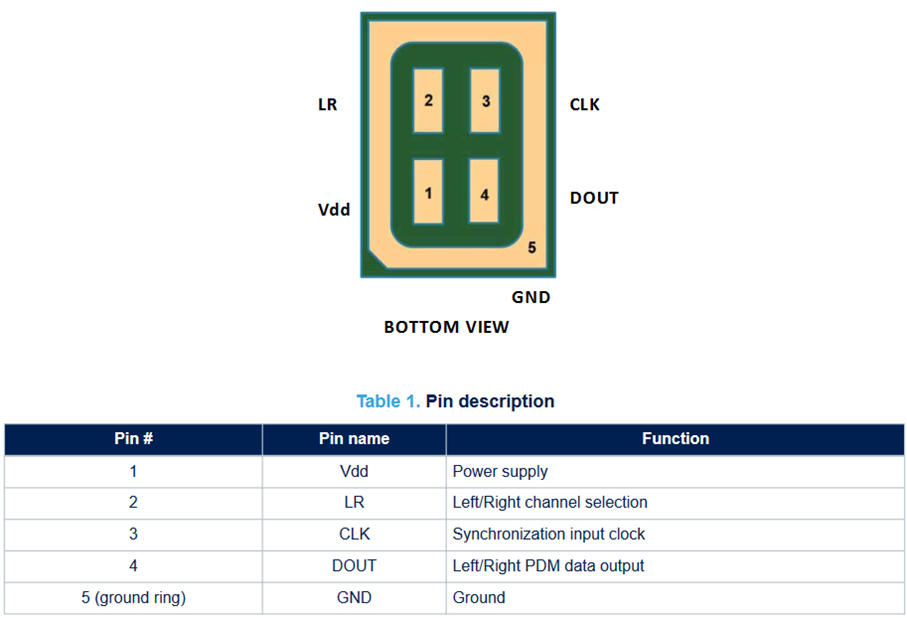 LR 2 3 CLK
Vdd 1 4 DOUT
5
GND
BOTTOM VIEW
Table 1. Pin description
Pin # Pin name Function
1 Vdd Power supply
2 LR Left/Right channel selection
3 CLK Synchronization input clock
4 DOUT Left/Right PDM data output
5 (ground ring) GND Ground